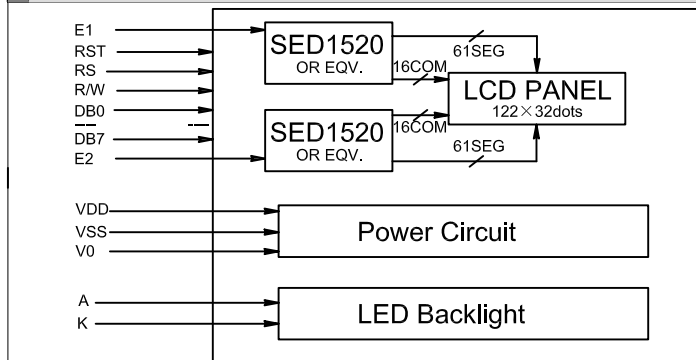 E1
RST
RS
R/W
DB0
DB7
E2
SED1520
OR EQV.
61SEG
16COM
LCD PANEL
122×32dots
SED1520
OR EQV.
16COM
61SEG
VDD
VSS
V0
Power Circuit
A
K
LED Backlight